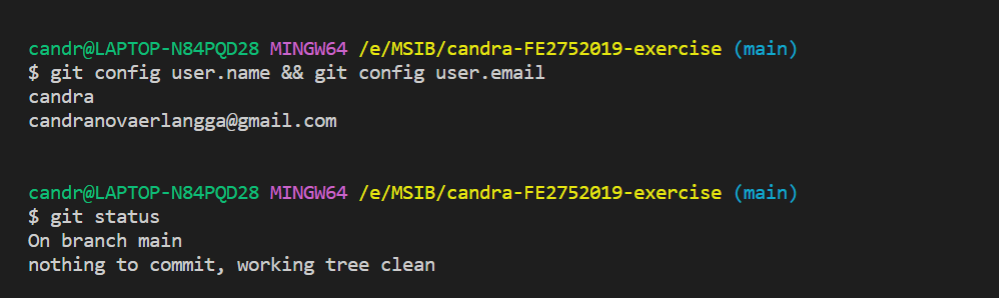 candr@LAPTOP-N84PQD28 MINGW64 /e/MSIB/candra-FE2752019-exercise (main)
$ git config user.name && git config user.email
candra
candranovaerlangga@gmail.com
candr@LAPTOP-N84PQD28 MINGW64 /e/MSIB/candra-FE2752019-exercise (main)
$ git status
On branch main
nothing to commit, working tree clean